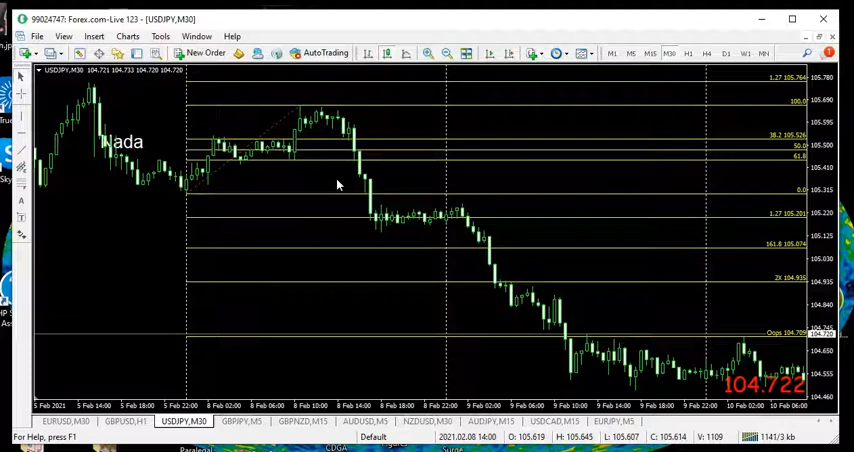 99024747: Forex.com-Live 123 - [USDJPY,M30]
File View Insert Charts Tools Window Help
New Order AutoTrading M1 M5 M15 M30 H1 H4 D1 W1 MN 1
USDJPY,M30 104.721 104.733 104.720 104.720
Nada
1.27 105.764
100.0
38.2 105.526
50.0
61.8
0.0
1.27 105.201
161.8 105.074
2X 104.935
Oops 104.709
105.780
105.690
105.595
105.505
105.410
105.315
105.220
105.125
105.030
104.935
104.840
104.745
104.720
104.650
104.555
104.460
104.722
5 Feb 2021 5 Feb 14:00 5 Feb 18:00 5 Feb 22:00 8 Feb 02:00 8 Feb 06:00 8 Feb 10:00 8 Feb 14:00 8 Feb 18:00 8 Feb 22:00 9 Feb 02:00 9 Feb 06:00 9 Feb 10:00 9 Feb 14:00 9 Feb 18:00 9 Feb 22:00 10 Feb 02:00 10 Feb 06:00
EURUSD,M30 GBPUSD,H1 USDJPY,M30 GBPJPY,M5 GBPNZD,M15 AUDUSD,M5 NZDUSD,M30 AUDJPY,M15 USDCAD,M15 EURJPY,M5
For Help, press F1 Default 2021.02.08 14:00 O: 105.619 H: 105.645 L: 105.607 C: 105.614 V: 1109 1141/3 kb
Paralegal CDGA Surge